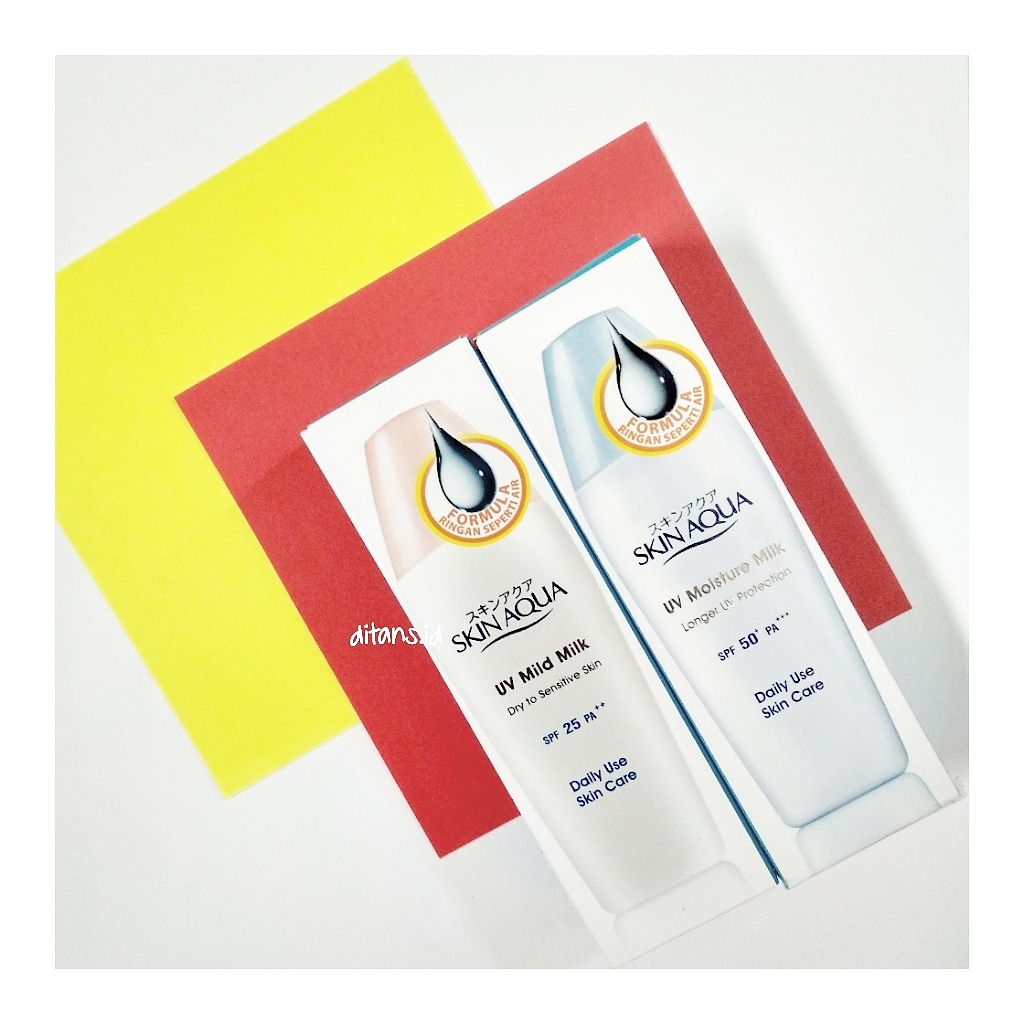 FORMULA
RINGAN SEPERTI AIR
スキンアクア
SKIN AQUA
UV Mild Milk
Dry to Sensitive Skin
SPF 25 PA++
Daily Use
Skin Care
FORMULA
RINGAN SEPERTI AIR
スキンアクア
SKIN AQUA
UV Moisture Milk
Longer UV Protection
SPF 50+ PA+++
Daily Use
Skin Care
ditans.id